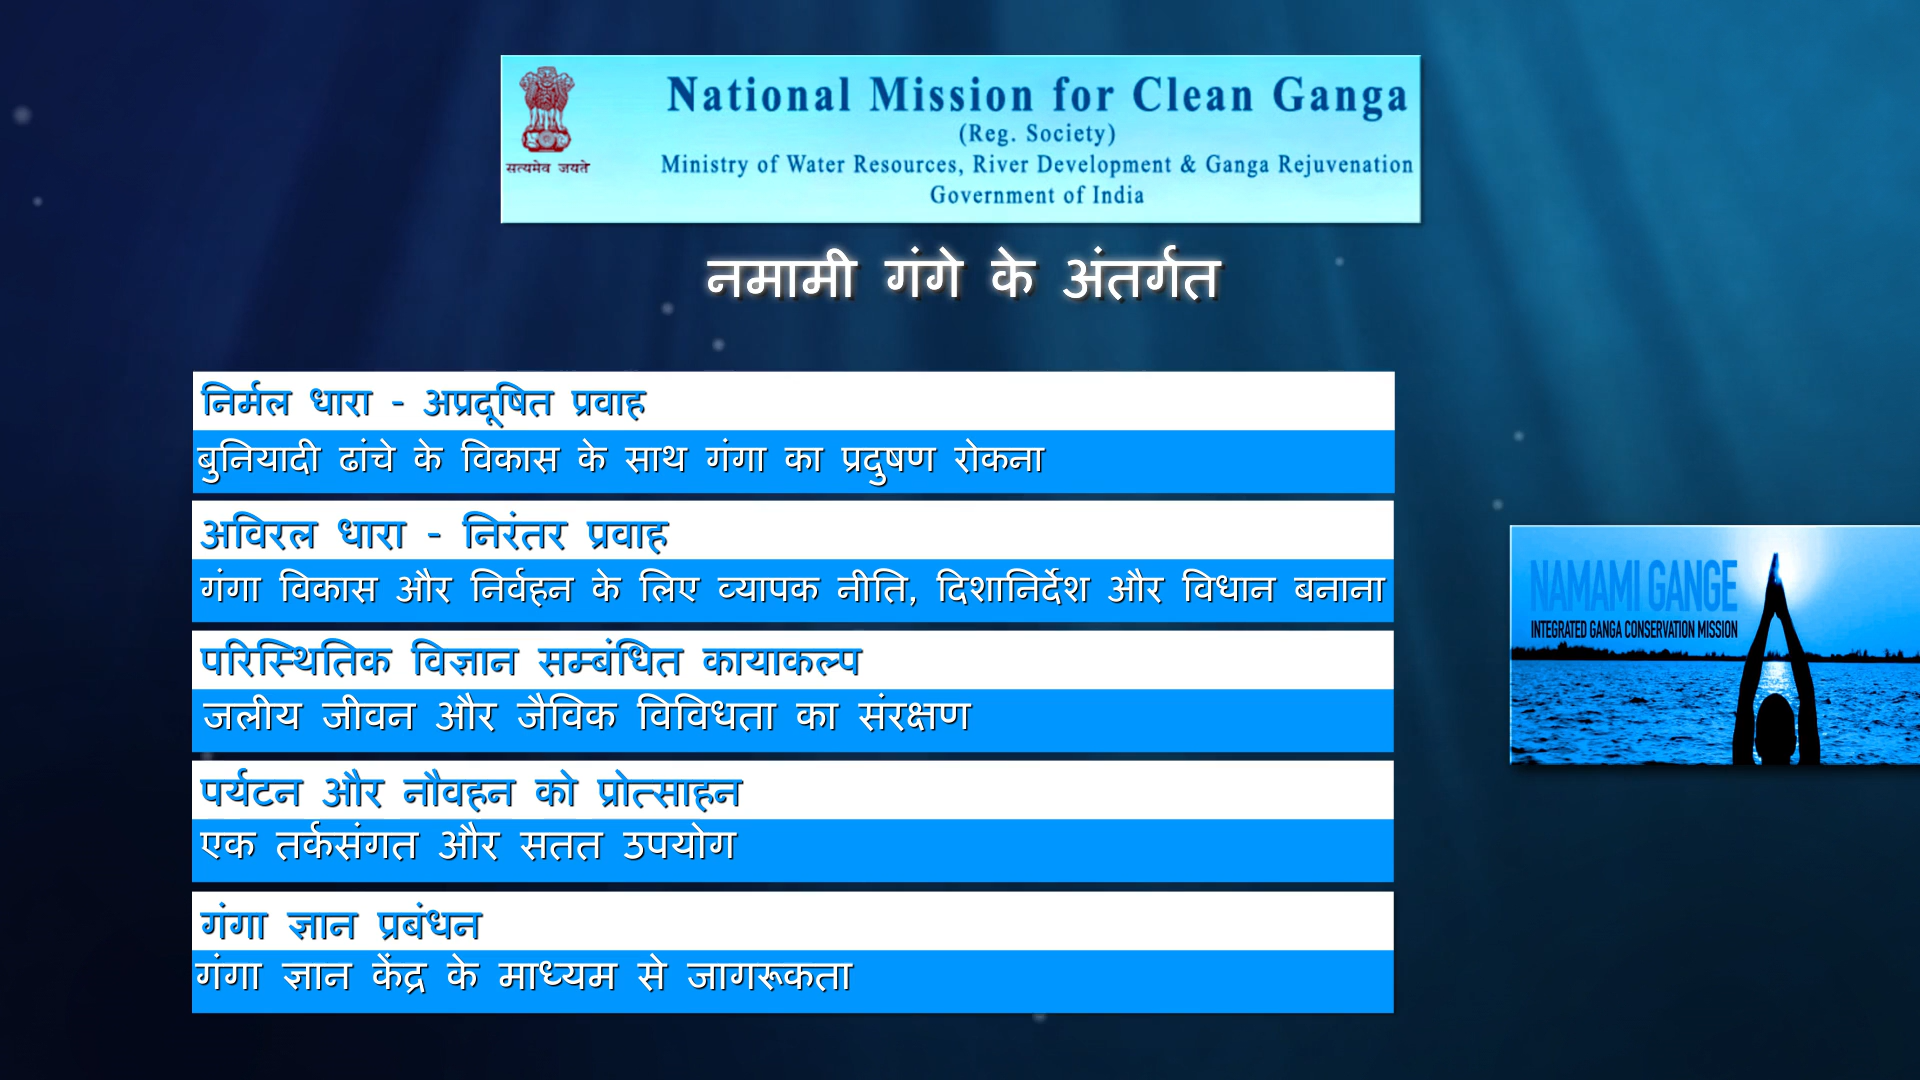 सत्यमेव जयते
National Mission for Clean Ganga
(Reg. Society)
Ministry of Water Resources, River Development & Ganga Rejuvenation
Government of India
नमामी गंगे के अंतर्गत
निर्मल धारा - अप्रदूषित प्रवाह
बुनियादी ढांचे के विकास के साथ गंगा का प्रदुषण रोकना
अविरल धारा - निरंतर प्रवाह
गंगा विकास और निर्वहन के लिए व्यापक नीति, दिशानिर्देश और विधान बनाना
परिस्थितिक विज्ञान सम्बंधित कायाकल्प
जलीय जीवन और जैविक विविधता का संरक्षण
पर्यटन और नौवहन को प्रोत्साहन
एक तर्कसंगत और सतत उपयोग
गंगा ज्ञान प्रबंधन
गंगा ज्ञान केंद्र के माध्यम से जागरूकता
NAMAMI GANGE
INTEGRATED GANGA CONSERVATION MISSION